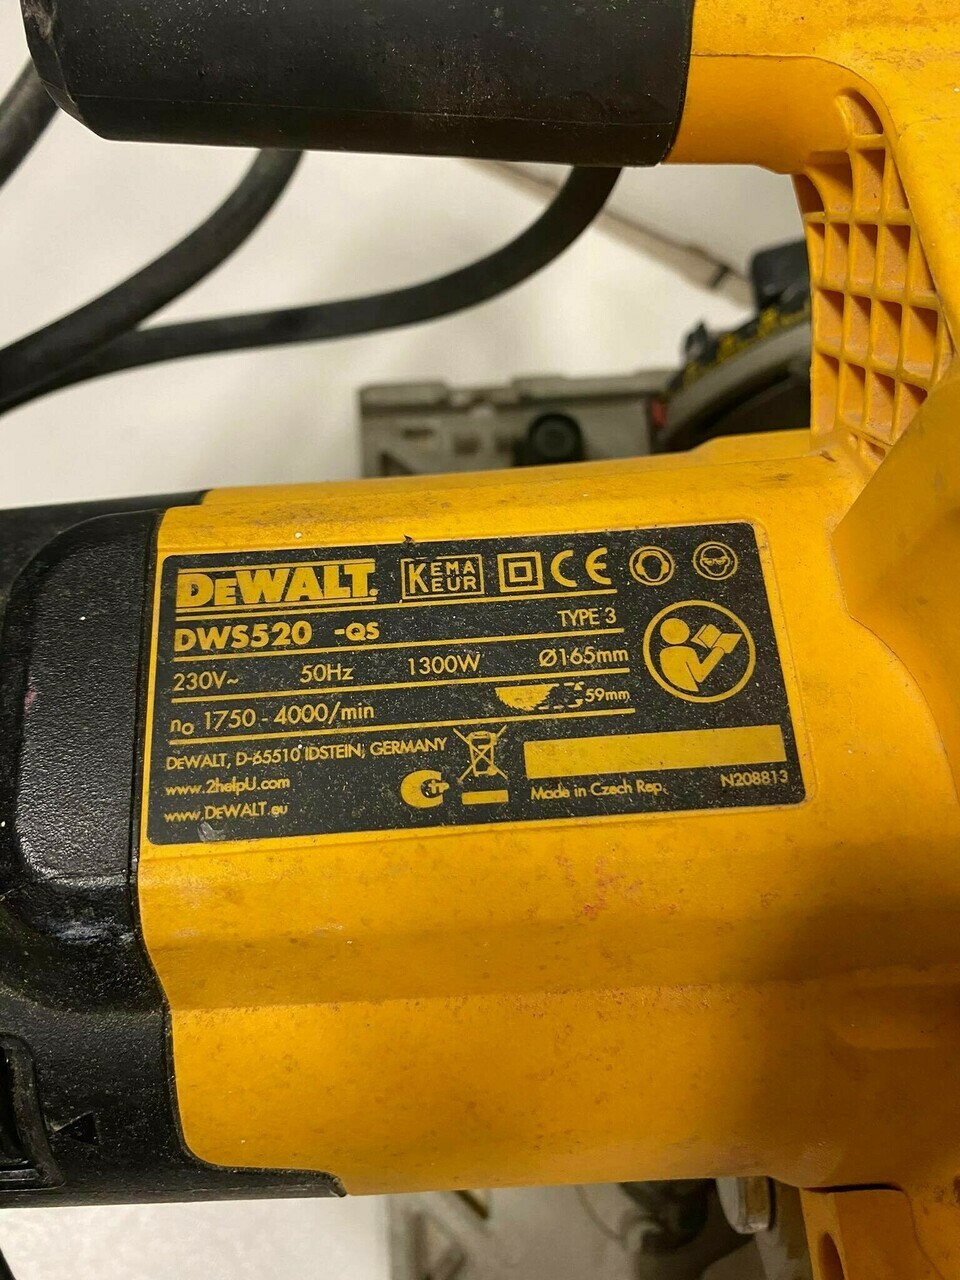 DEWALT. KEMA KEUR CE
DWS520 -QS TYPE 3
230V~ 50Hz 1300W Ø165mm
59mm
n₀ 1750 - 4000/min
DEWALT, D-65510 IDSTEIN, GERMANY
www.2helpU.com
www.DEWALT.eu
Made in Czech Rep.
N208813